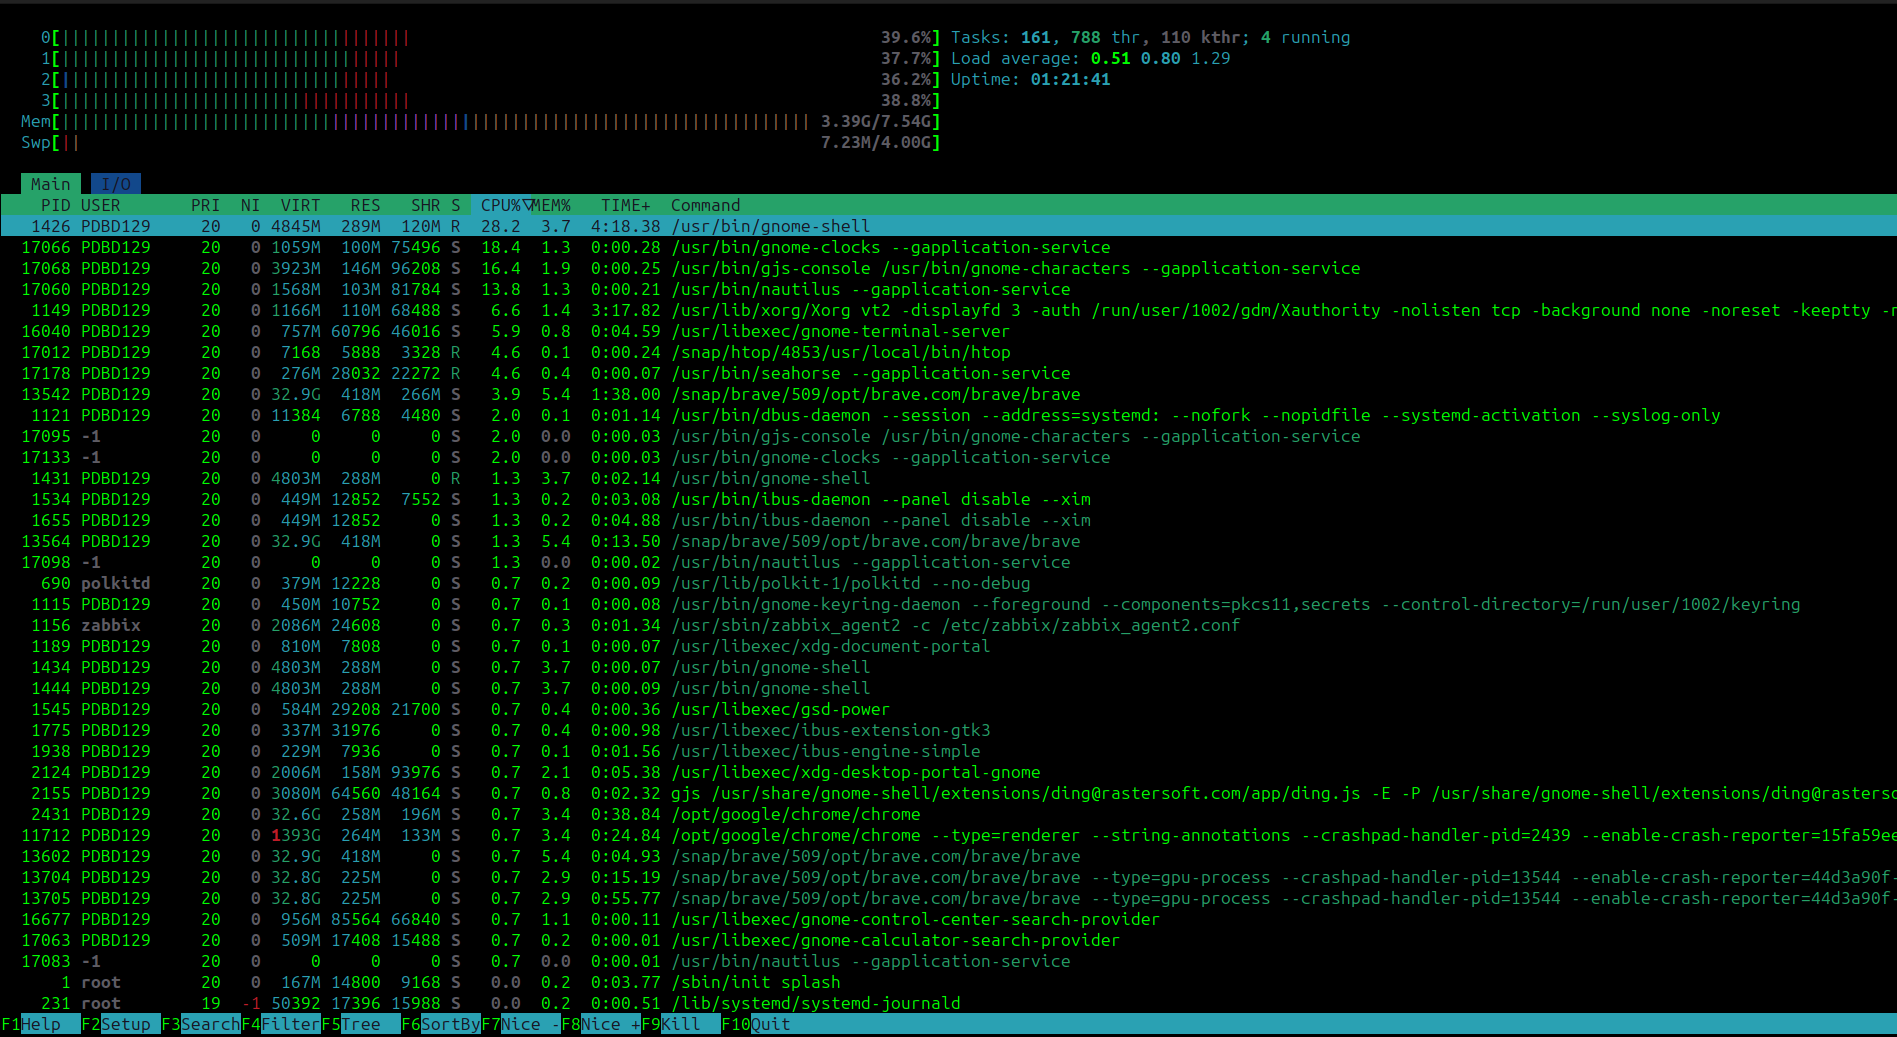 0[|||||||||||||||||||||||||||||||||||                                               39.6%] Tasks: 161, 788 thr, 110 kthr; 4 running
1[||||||||||||||||||||||||||||||||||                                                37.7%] Load average: 0.51 0.80 1.29
2[|||||||||||||||||||||||||||||||||                                                 36.2%] Uptime: 01:21:41
3[|||||||||||||||||||||||||||||||||||                                               38.8%]
Mem[||||||||||||||||||||||||||||||||||||||||||||||||||||||||||||||||||||||||||| 3.39G/7.54G]
Swp[||                                                                          7.23M/4.00G]
Main I/O
PID USER PRI NI VIRT RES SHR S CPU%▽MEM% TIME+ Command
1426 PDBD129 20 0 4845M 289M 120M R 28.2 3.7 4:18.38 /usr/bin/gnome-shell
17066 PDBD129 20 0 1059M 100M 75496 S 18.4 1.3 0:00.28 /usr/bin/gnome-clocks --gapplication-service
17068 PDBD129 20 0 3923M 146M 96208 S 16.4 1.9 0:00.25 /usr/bin/gjs-console /usr/bin/gnome-characters --gapplication-service
17060 PDBD129 20 0 1568M 103M 81784 S 13.8 1.3 0:00.21 /usr/bin/nautilus --gapplication-service
1149 PDBD129 20 0 1166M 110M 68488 S 6.6 1.4 3:17.82 /usr/lib/xorg/Xorg vt2 -displayfd 3 -auth /run/user/1002/gdm/Xauthority -nolisten tcp -background none -noreset -keeptty -n
16040 PDBD129 20 0 757M 60796 46016 S 5.9 0.8 0:04.59 /usr/libexec/gnome-terminal-server
17012 PDBD129 20 0 7168 5888 3328 R 4.6 0.1 0:00.24 /snap/htop/4853/usr/local/bin/htop
17178 PDBD129 20 0 276M 28032 22272 R 4.6 0.4 0:00.07 /usr/bin/seahorse --gapplication-service
13542 PDBD129 20 0 32.9G 418M 266M S 3.9 5.4 1:38.00 /snap/brave/509/opt/brave.com/brave/brave
1121 PDBD129 20 0 11384 6788 4480 S 2.0 0.1 0:01.14 /usr/bin/dbus-daemon --session --address=systemd: --nofork --nopidfile --systemd-activation --syslog-only
17095 -1 20 0 0 0 0 S 2.0 0.0 0:00.03 /usr/bin/gjs-console /usr/bin/gnome-characters --gapplication-service
17133 -1 20 0 0 0 0 S 2.0 0.0 0:00.03 /usr/bin/gnome-clocks --gapplication-service
1431 PDBD129 20 0 4803M 288M 0 R 1.3 3.7 0:02.14 /usr/bin/gnome-shell
1534 PDBD129 20 0 449M 12852 7552 S 1.3 0.2 0:03.08 /usr/bin/ibus-daemon --panel disable --xim
1655 PDBD129 20 0 449M 12852 0 S 1.3 0.2 0:04.88 /usr/bin/ibus-daemon --panel disable --xim
13564 PDBD129 20 0 32.9G 418M 0 S 1.3 5.4 0:13.50 /snap/brave/509/opt/brave.com/brave/brave
17098 -1 20 0 0 0 0 S 1.3 0.0 0:00.02 /usr/bin/nautilus --gapplication-service
690 polkitd 20 0 379M 12228 0 S 0.7 0.2 0:00.09 /usr/lib/polkit-1/polkitd --no-debug
1115 PDBD129 20 0 450M 10752 0 S 0.7 0.1 0:00.08 /usr/bin/gnome-keyring-daemon --foreground --components=pkcs11,secrets --control-directory=/run/user/1002/keyring
1156 zabbix 20 0 2086M 24608 0 S 0.7 0.3 0:01.34 /usr/sbin/zabbix_agent2 -c /etc/zabbix/zabbix_agent2.conf
1189 PDBD129 20 0 810M 7808 0 S 0.7 0.1 0:00.07 /usr/libexec/xdg-document-portal
1434 PDBD129 20 0 4803M 288M 0 S 0.7 3.7 0:00.07 /usr/bin/gnome-shell
1444 PDBD129 20 0 4803M 288M 0 S 0.7 3.7 0:00.09 /usr/bin/gnome-shell
1545 PDBD129 20 0 584M 29208 21700 S 0.7 0.4 0:00.36 /usr/libexec/gsd-power
1775 PDBD129 20 0 337M 31976 0 S 0.7 0.4 0:00.98 /usr/libexec/ibus-extension-gtk3
1938 PDBD129 20 0 229M 7936 0 S 0.7 0.1 0:01.56 /usr/libexec/ibus-engine-simple
2124 PDBD129 20 0 2006M 158M 93976 S 0.7 2.1 0:05.38 /usr/libexec/xdg-desktop-portal-gnome
2155 PDBD129 20 0 3080M 64560 48164 S 0.7 0.8 0:02.32 gjs /usr/share/gnome-shell/extensions/ding@rastersoft.com/app/ding.js -E -P /usr/share/gnome-shell/extensions/ding@rasterso
2431 PDBD129 20 0 32.6G 258M 196M S 0.7 3.4 0:38.84 /opt/google/chrome/chrome
11712 PDBD129 20 0 1393G 264M 133M S 0.7 3.4 0:24.84 /opt/google/chrome/chrome --type=renderer --string-annotations --crashpad-handler-pid=2439 --enable-crash-reporter=15fa59ee
13602 PDBD129 20 0 32.9G 418M 0 S 0.7 5.4 0:04.93 /snap/brave/509/opt/brave.com/brave/brave
13704 PDBD129 20 0 32.8G 225M 0 S 0.7 2.9 0:15.19 /snap/brave/509/opt/brave.com/brave/brave --type=gpu-process --crashpad-handler-pid=13544 --enable-crash-reporter=44d3a90f-
13705 PDBD129 20 0 32.8G 225M 0 S 0.7 2.9 0:55.77 /snap/brave/509/opt/brave.com/brave/brave --type=gpu-process --crashpad-handler-pid=13544 --enable-crash-reporter=44d3a90f-
16677 PDBD129 20 0 956M 85564 66840 S 0.7 1.1 0:00.11 /usr/libexec/gnome-control-center-search-provider
17063 PDBD129 20 0 509M 17408 15488 S 0.7 0.2 0:00.01 /usr/libexec/gnome-calculator-search-provider
17083 -1 20 0 0 0 0 S 0.7 0.0 0:00.01 /usr/bin/nautilus --gapplication-service
1 root 20 0 167M 14800 9168 S 0.0 0.2 0:03.77 /sbin/init splash
231 root 19 -1 50392 17396 15988 S 0.0 0.2 0:00.51 /lib/systemd/systemd-journald
F1Help F2Setup F3SearchF4FilterF5Tree F6SortByF7Nice -F8Nice +F9Kill F10Quit